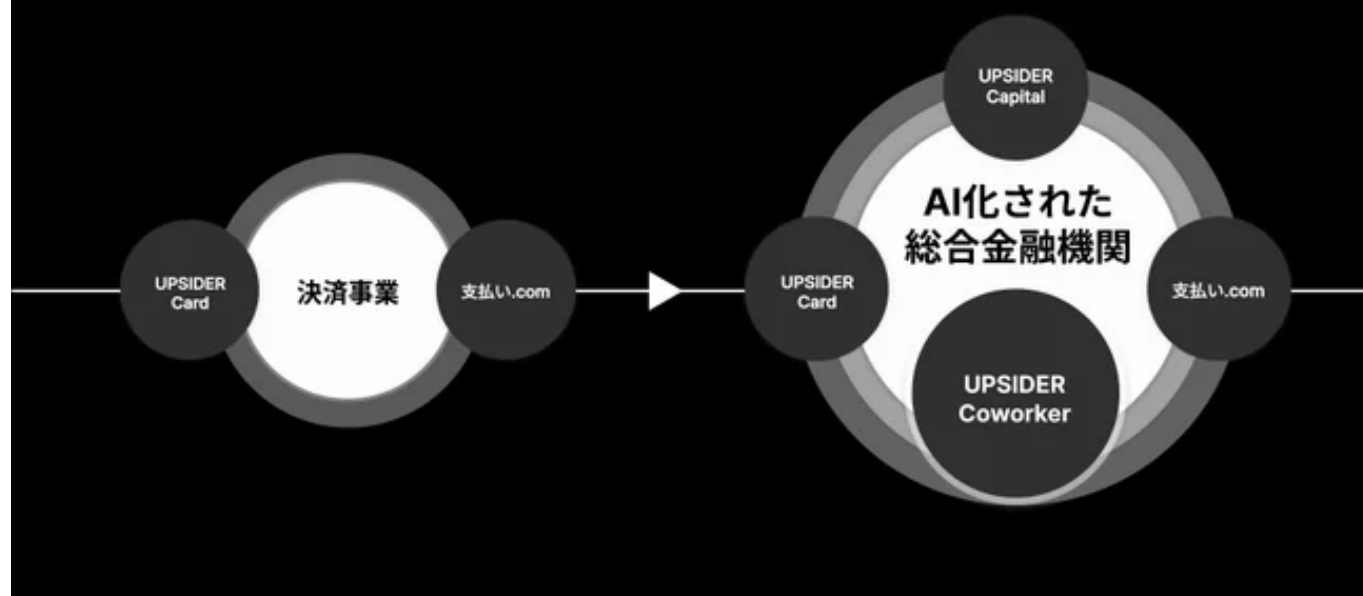 UPSIDER
Card
決済事業
支払い.com
UPSIDER
Capital
AI化された
総合金融機関
UPSIDER
Card
支払い.com
UPSIDER
Coworker